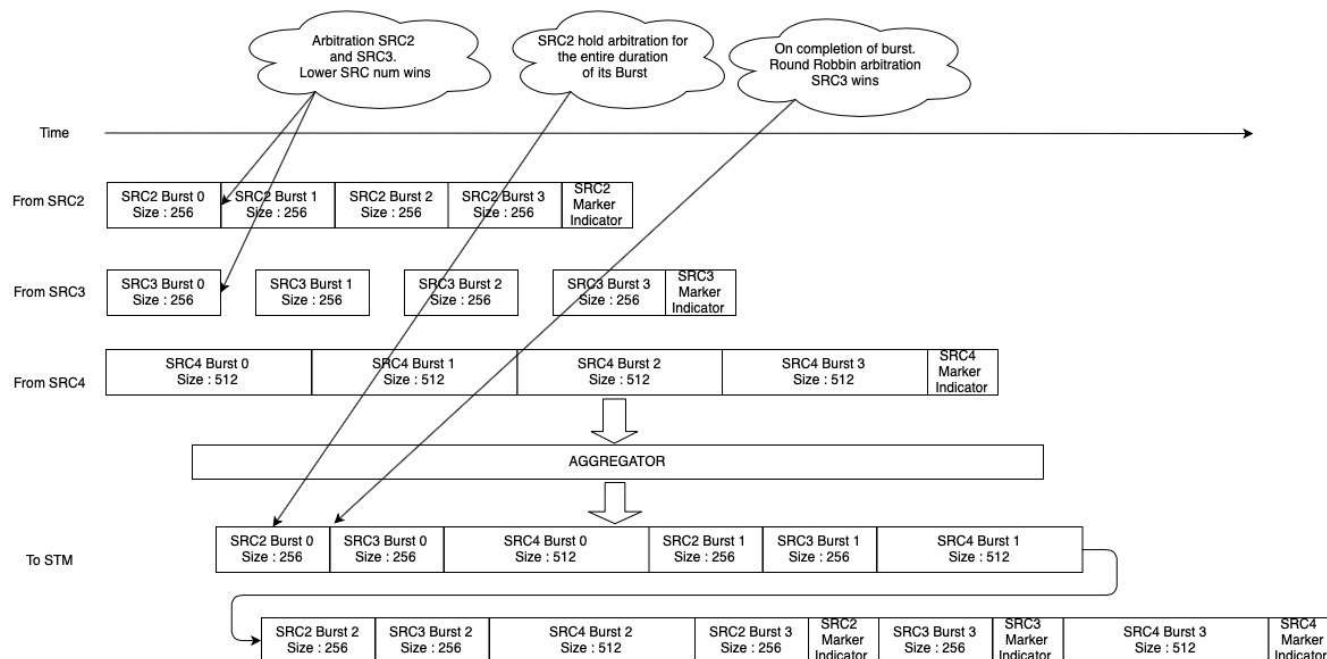 Arbitration SRC2
and SRC3.
Lower SRC num wins
SRC2 hold arbitration for
the entire duration
of its Burst
On completion of burst.
Round Robbin arbitration
SRC3 wins
Time
From SRC2
SRC2 Burst 0
Size : 256
SRC2 Burst 1
Size : 256
SRC2 Burst 2
Size : 256
SRC2 Burst 3
Size : 256
SRC2
Marker
Indicator
From SRC3
SRC3 Burst 0
Size : 256
SRC3 Burst 1
Size : 256
SRC3 Burst 2
Size : 256
SRC3 Burst 3
Size : 256
SRC3
Marker
Indicator
From SRC4
SRC4 Burst 0
Size : 512
SRC4 Burst 1
Size : 512
SRC4 Burst 2
Size : 512
SRC4 Burst 3
Size : 512
SRC4
Marker
Indicator
AGGREGATOR
To STM
SRC2 Burst 0
Size : 256
SRC3 Burst 0
Size : 256
SRC4 Burst 0
Size : 512
SRC2 Burst 1
Size : 256
SRC3 Burst 1
Size : 256
SRC4 Burst 1
Size : 512
SRC2 Burst 2
Size : 256
SRC3 Burst 2
Size : 256
SRC4 Burst 2
Size : 512
SRC2 Burst 3
Size : 256
SRC2
Marker
Indicator
SRC3 Burst 3
Size : 256
SRC3
Marker
Indicator
SRC4 Burst 3
Size : 512
SRC4
Marker
Indicator